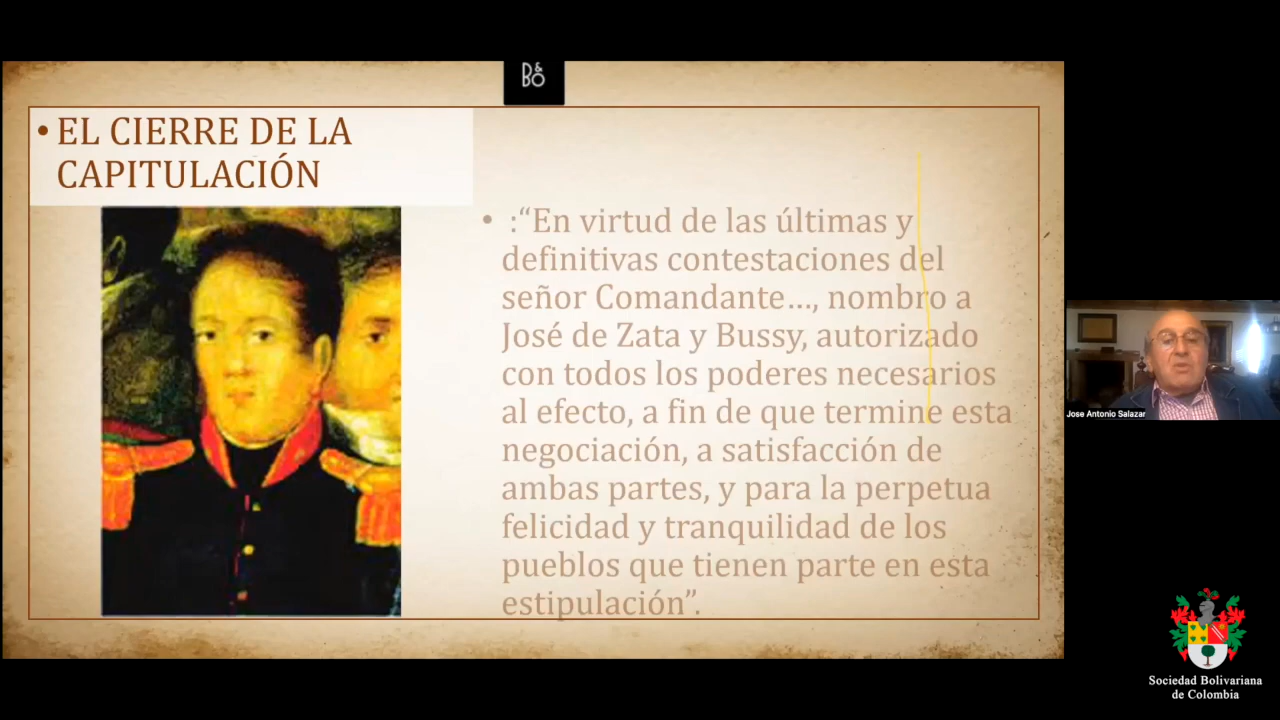 B&O
• EL CIERRE DE LA
CAPITULACIÓN
• :“En virtud de las últimas y
definitivas contestaciones del
señor Comandante…, nombro a
José de Zata y Bussy, autorizado
con todos los poderes necesarios
al efecto, a fin de que termine esta
negociación, a satisfacción de
ambas partes, y para la perpetua
felicidad y tranquilidad de los
pueblos que tienen parte en esta
estipulación”.
Jose Antonio Salazar
Sociedad Bolivariana
de Colombia